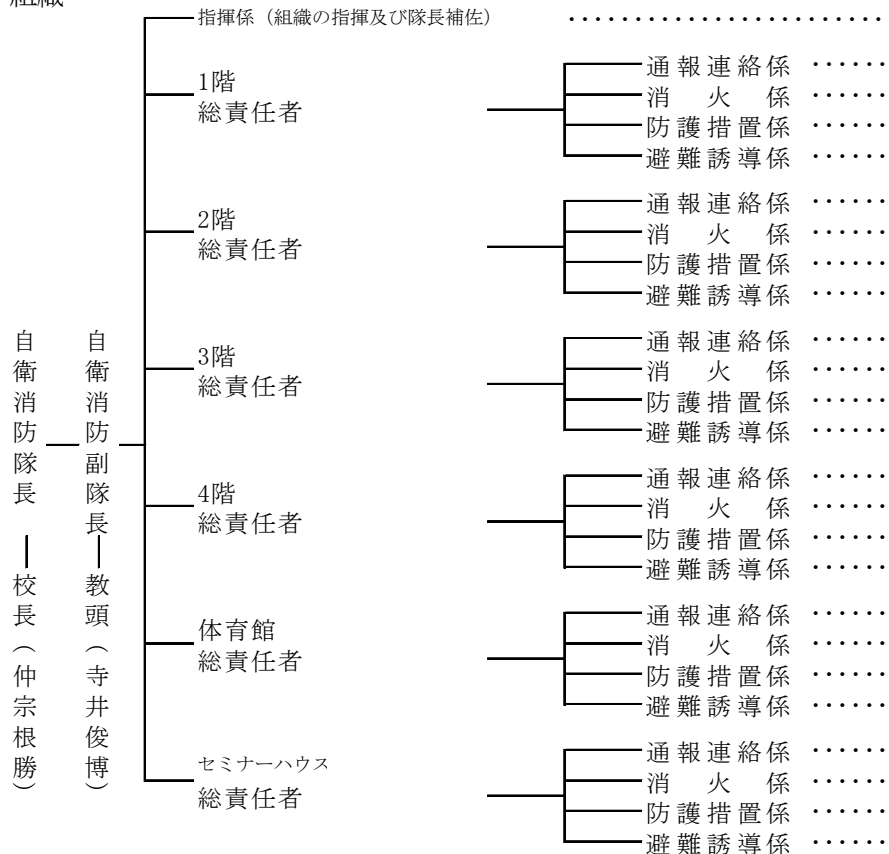 組織
指揮係（組織の指揮及び隊長補佐） ・・・・・・・・・・・・・・・・・・・・・・
1階
総責任者
通報連絡係 ・・・・・・
消火係 ・・・・・・
防護措置係 ・・・・・・
避難誘導係 ・・・・・・
2階
総責任者
通報連絡係 ・・・・・・
消火係 ・・・・・・
防護措置係 ・・・・・・
避難誘導係 ・・・・・・
自衛消防隊長 ― 校長（仲宗根勝）
自衛消防副隊長 ― 教頭（寺井俊博）
3階
総責任者
通報連絡係 ・・・・・・
消火係 ・・・・・・
防護措置係 ・・・・・・
避難誘導係 ・・・・・・
4階
総責任者
通報連絡係 ・・・・・・
消火係 ・・・・・・
防護措置係 ・・・・・・
避難誘導係 ・・・・・・
体育館
総責任者
通報連絡係 ・・・・・・
消火係 ・・・・・・
防護措置係 ・・・・・・
避難誘導係 ・・・・・・
セミナーハウス
総責任者
通報連絡係 ・・・・・・
消火係 ・・・・・・
防護措置係 ・・・・・・
避難誘導係 ・・・・・・